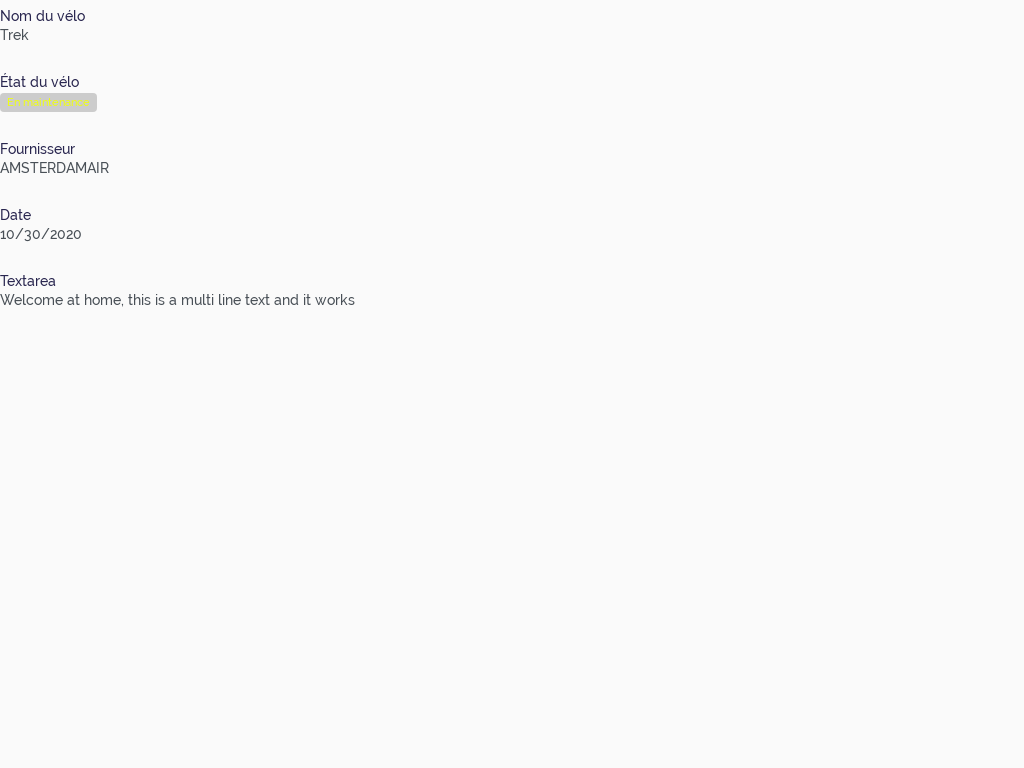 Nom du vélo
Trek
État du vélo
En maintenance
Fournisseur
AMSTERDAMAIR
Date
10/30/2020
Textarea
Welcome at home, this is a multi line text and it works